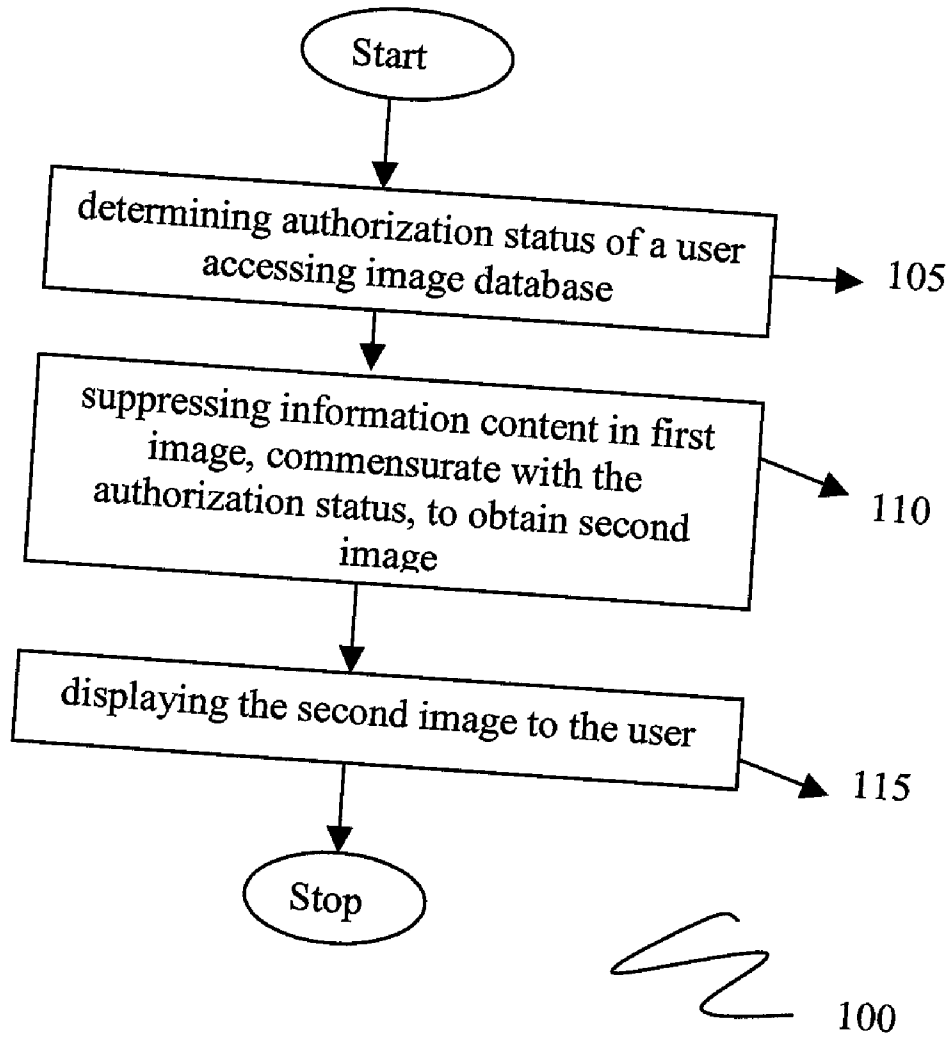 Start
determining authorization status of a user
accessing image database
105
suppressing information content in first
image, commensurate with the
authorization status, to obtain second
image
110
displaying the second image to the user
115
Stop
100